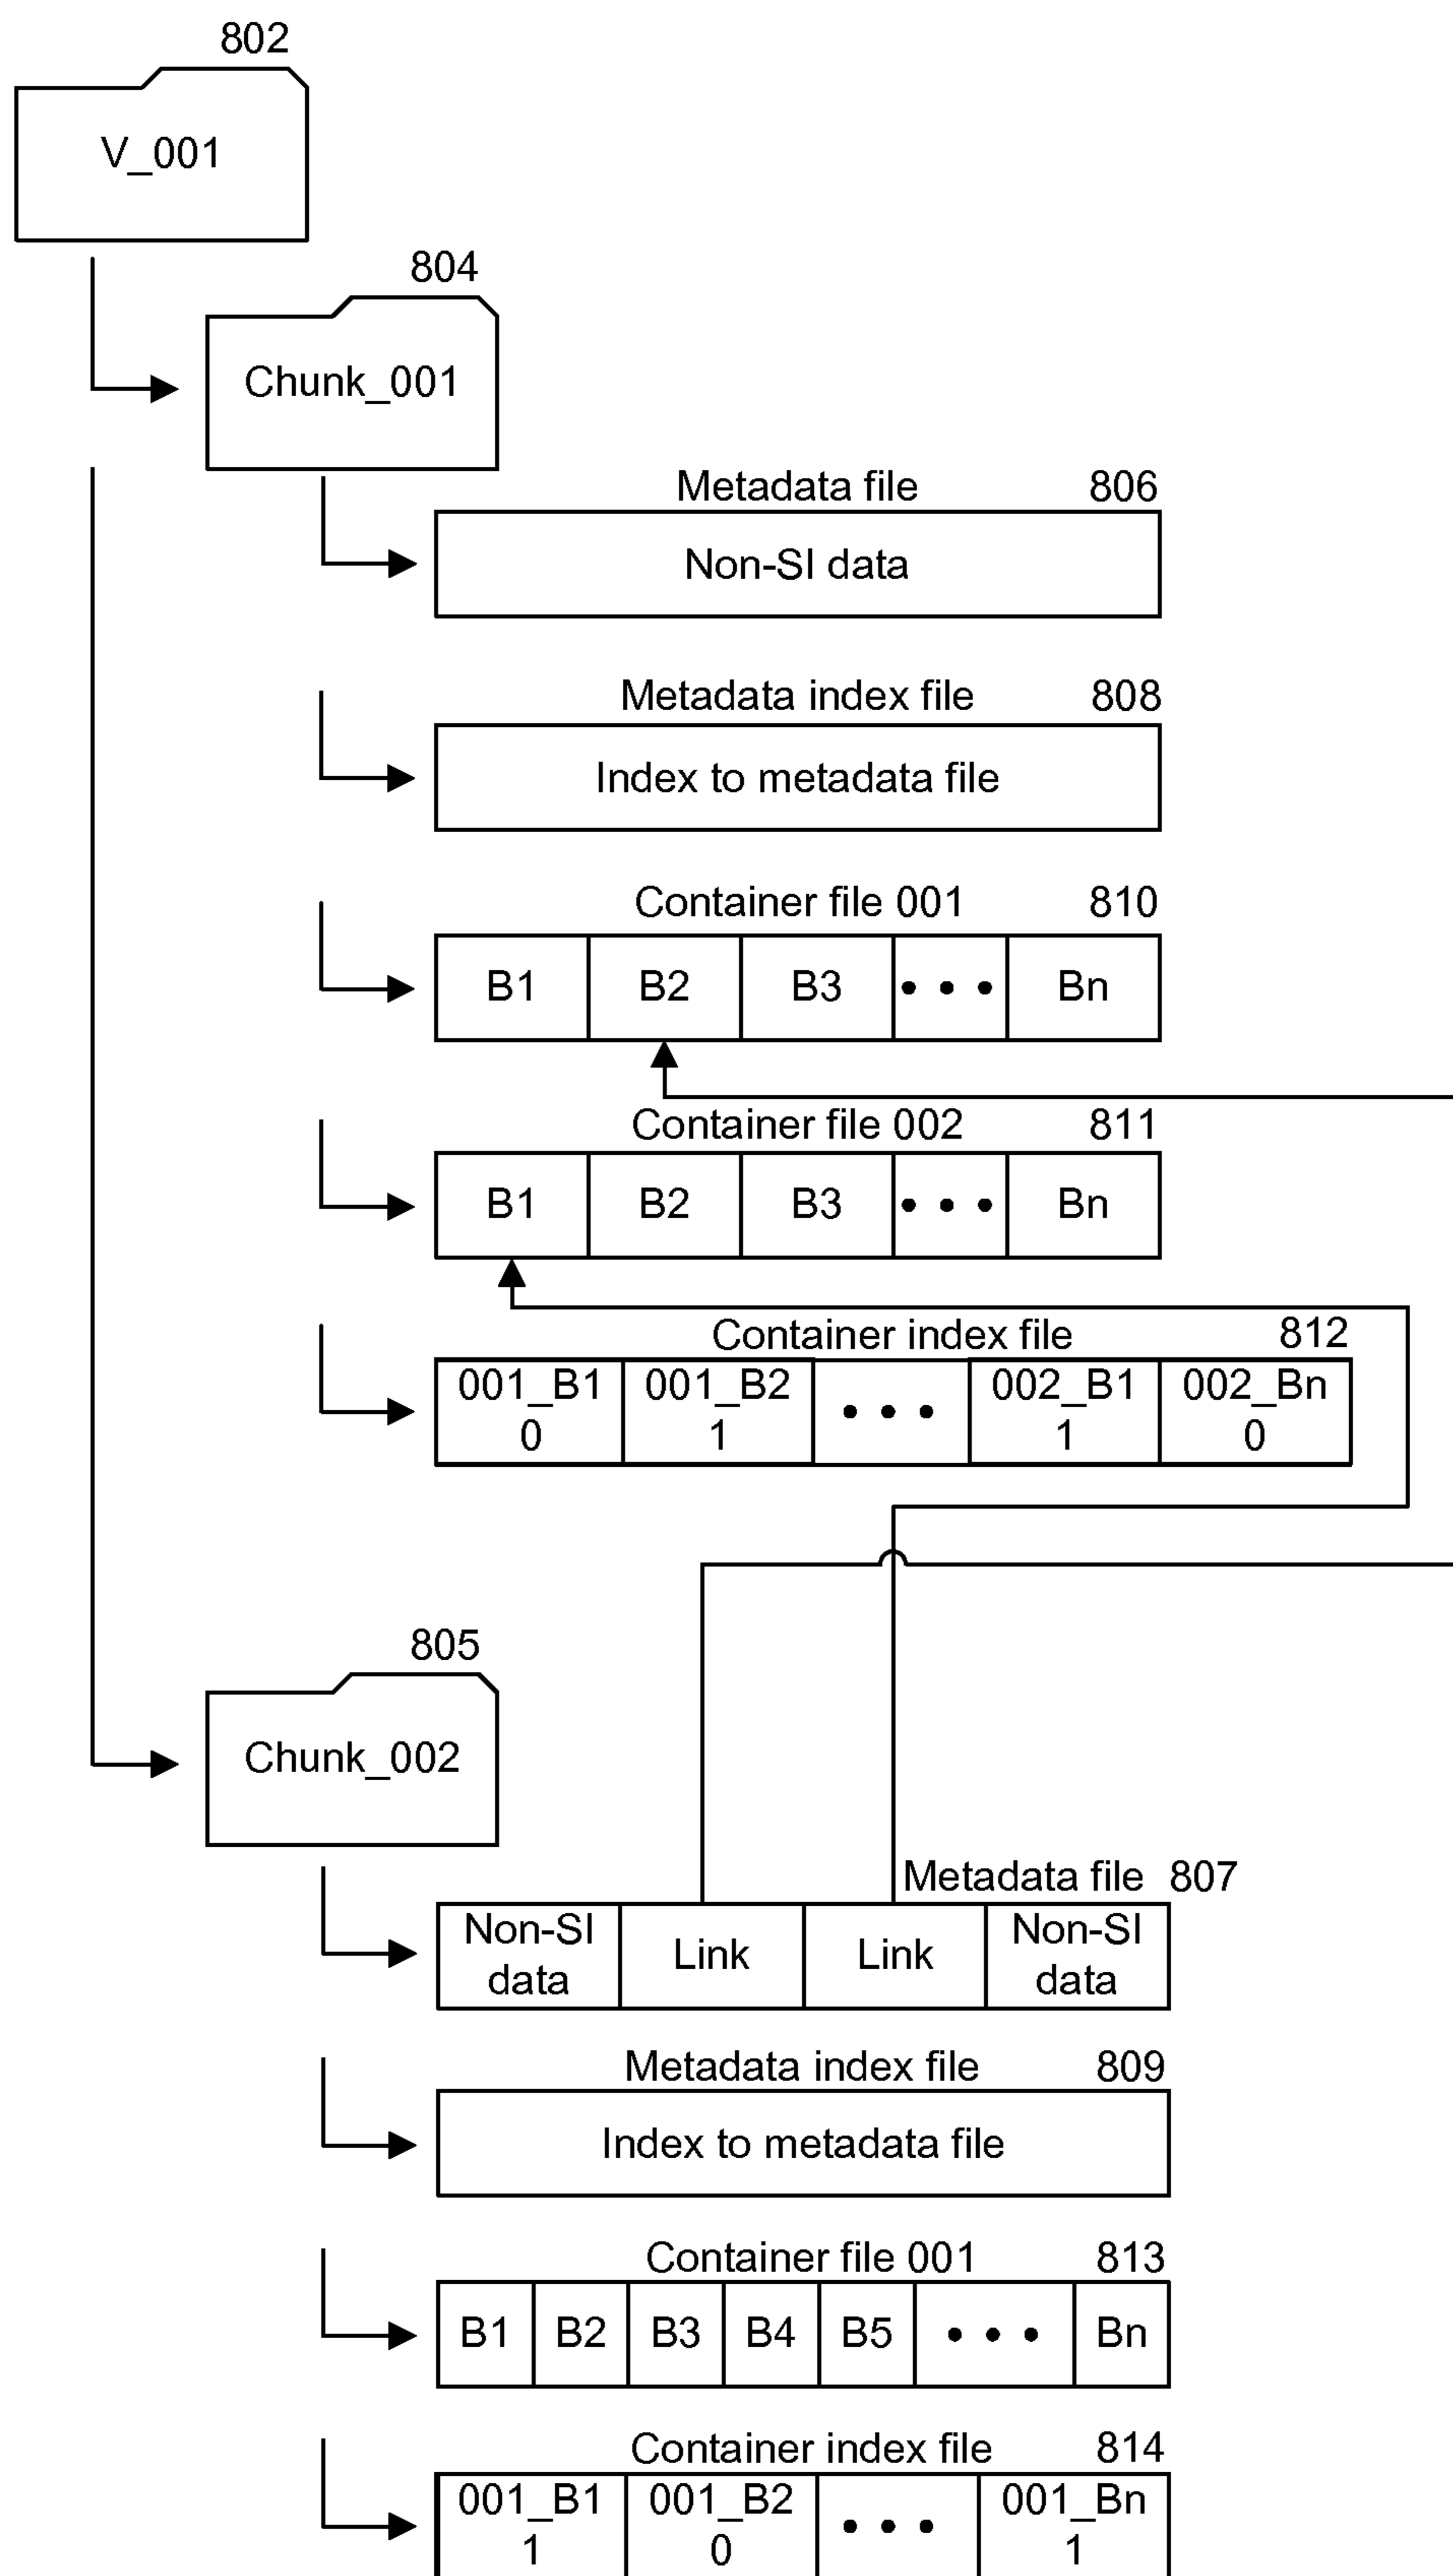 802
V_001
804
Chunk_001
Metadata file 806
Non-SI data
Metadata index file 808
Index to metadata file
Container file 001 810
B1 B2 B3 • • • Bn
Container file 002 811
B1 B2 B3 • • • Bn
Container index file 812
001_B1 001_B2 • • • 002_B1 002_Bn
0 1 1 0
805
Chunk_002
Metadata file 807
Non-SI Link Link Non-SI
data data
Metadata index file 809
Index to metadata file
Container file 001 813
B1 B2 B3 B4 B5 • • • Bn
Container index file 814
001_B1 001_B2 • • • 001_Bn
1 0 1